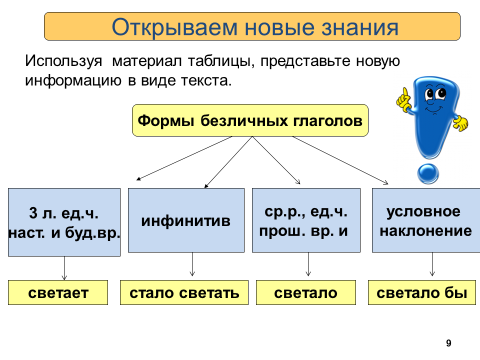 Открываем новые знания
Используя материал таблицы, представьте новую
информацию в виде текста.
Формы безличных глаголов
3 л. ед.ч.
наст. и буд.вр.
инфинитив
ср.р., ед.ч.
прош. вр. и
условное
наклонение
светает
стало светать
светало
светало бы
9